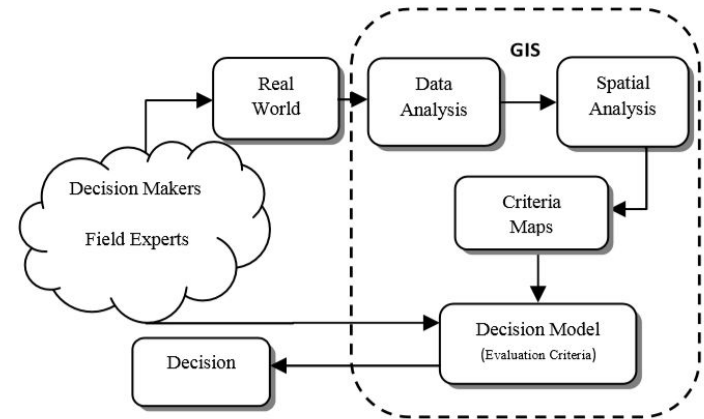 GIS
Real
World
Data
Analysis
Spatial
Analysis
Decision Makers
Field Experts
Criteria
Maps
Decision Model
(Evaluation Criteria)
Decision